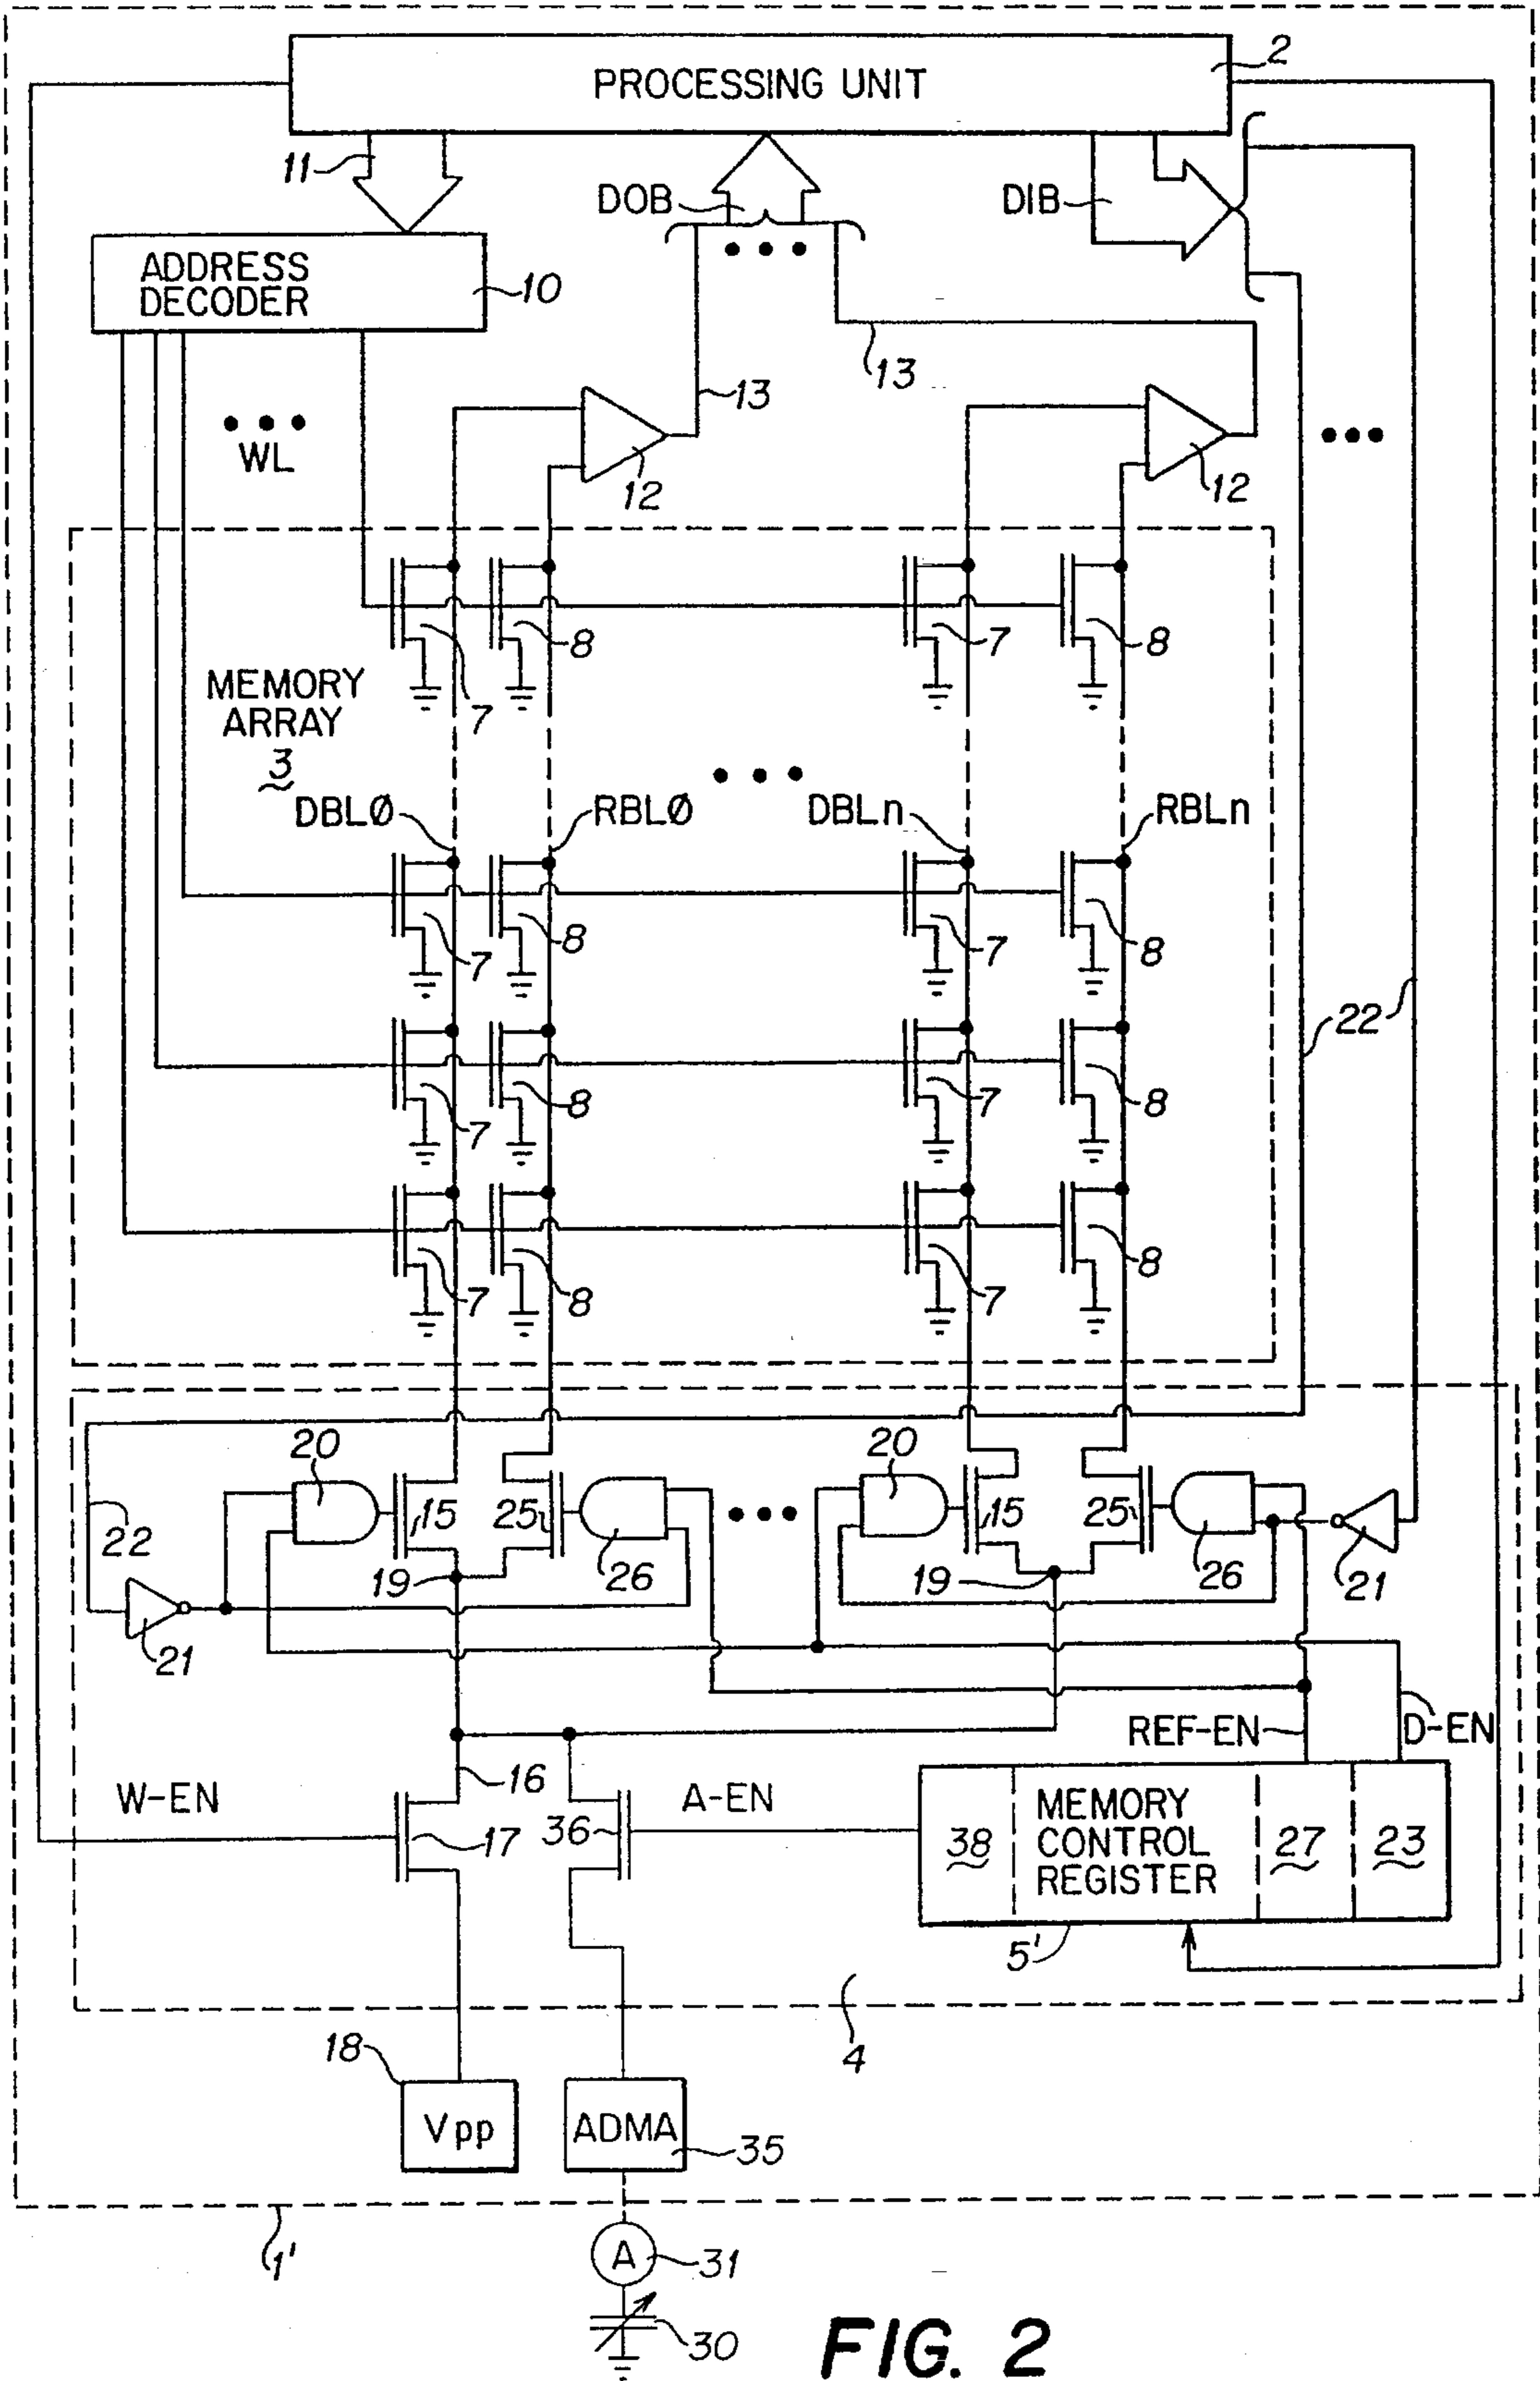 2
PROCESSING UNIT
11
DOB
DIB
ADDRESS
DECODER
10
13
13
WL
12
12
7
8
7
8
MEMORY
ARRAY
3
DBLØ
RBLØ
DBLn
RBLn
7
8
7
8
22
7
8
7
8
7
8
7
8
20
20
22
15
25
15
25
19
26
19
26
21
21
REF-EN
D-EN
W-EN
16
A-EN
17
36
38
MEMORY
CONTROL
REGISTER
27
23
5'
4
18
Vpp
ADMA
35
1'
A
31
30
FIG. 2